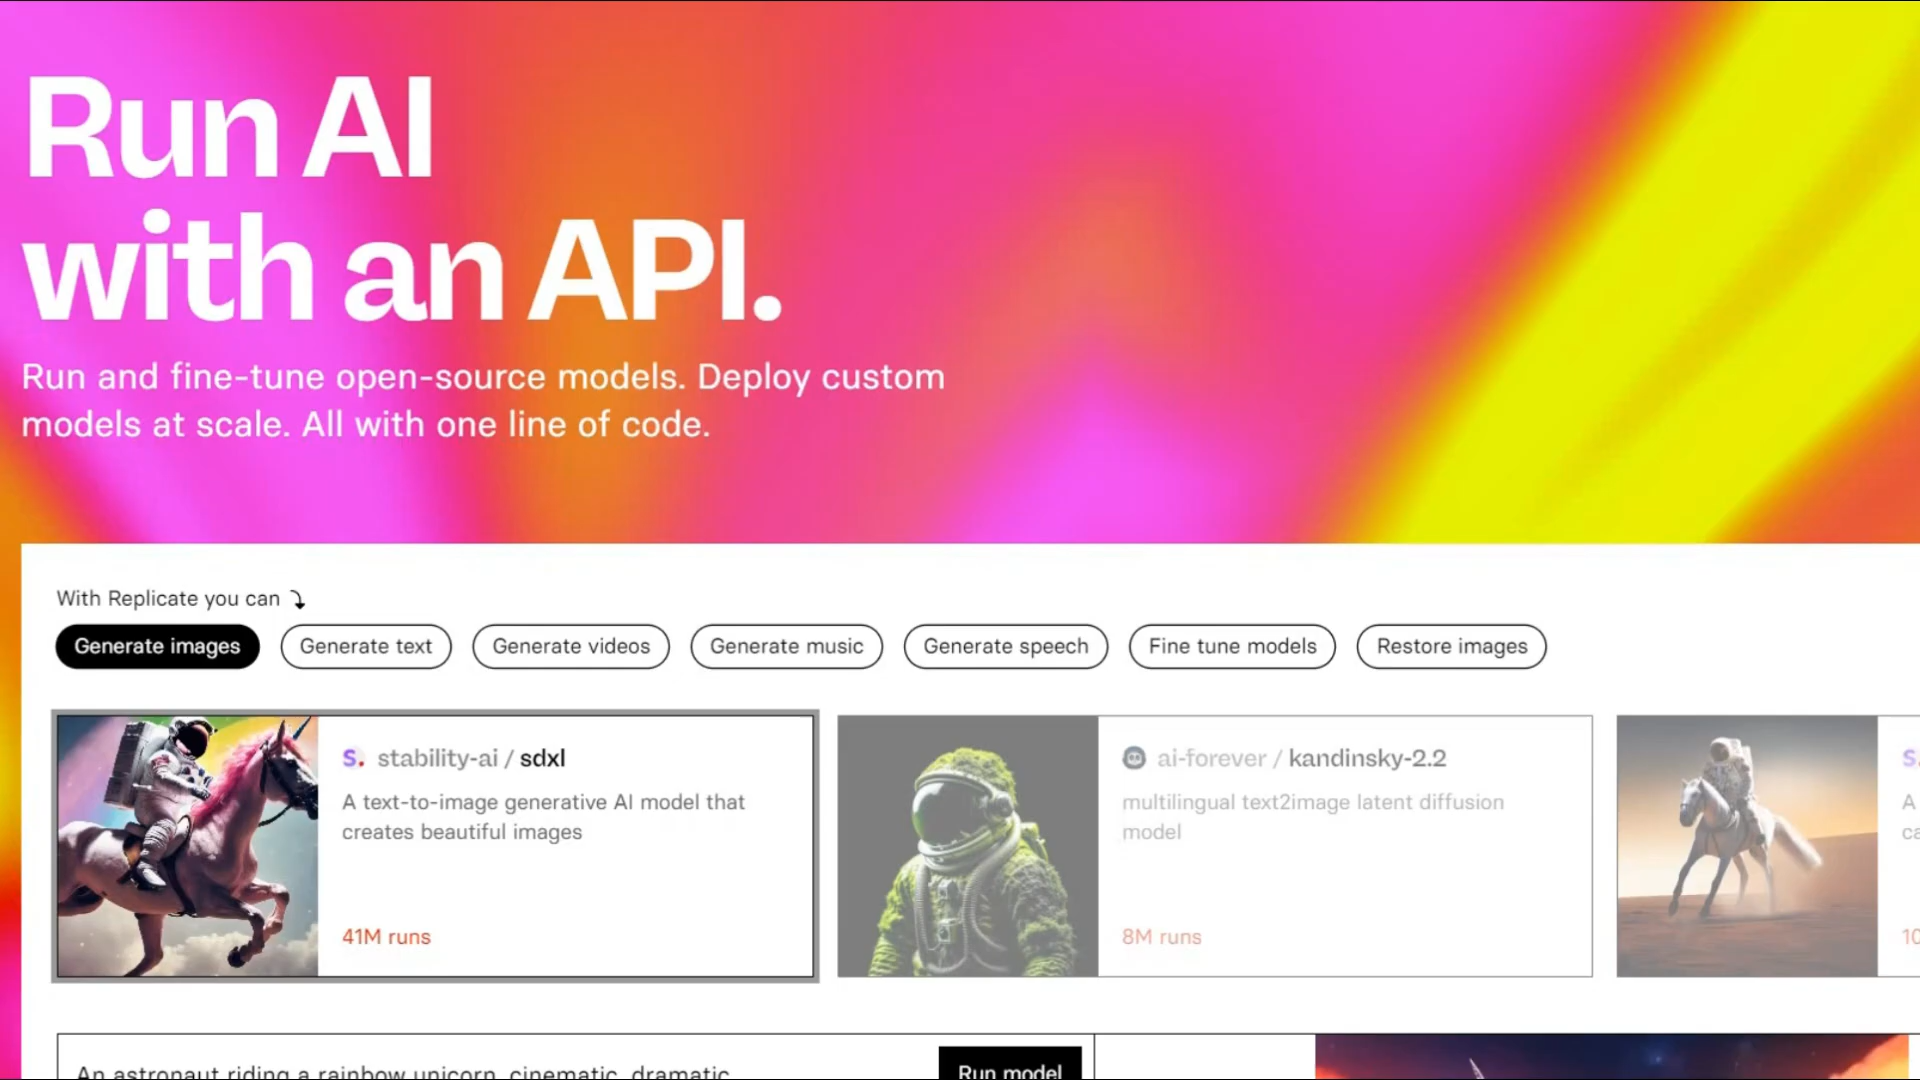 Run AI
with an API.
Run and fine-tune open-source models. Deploy custom
models at scale. All with one line of code.
With Replicate you can
Generate images
Generate text
Generate videos
Generate music
Generate speech
Fine tune models
Restore images
S. stability-ai / sdxl
A text-to-image generative AI model that
creates beautiful images
41M runs
ai-forever / kandinsky-2.2
multilingual text2image latent diffusion
model
8M runs
S.
A
10
An astronaut riding a rainbow unicorn, cinematic, dramatic
Run model